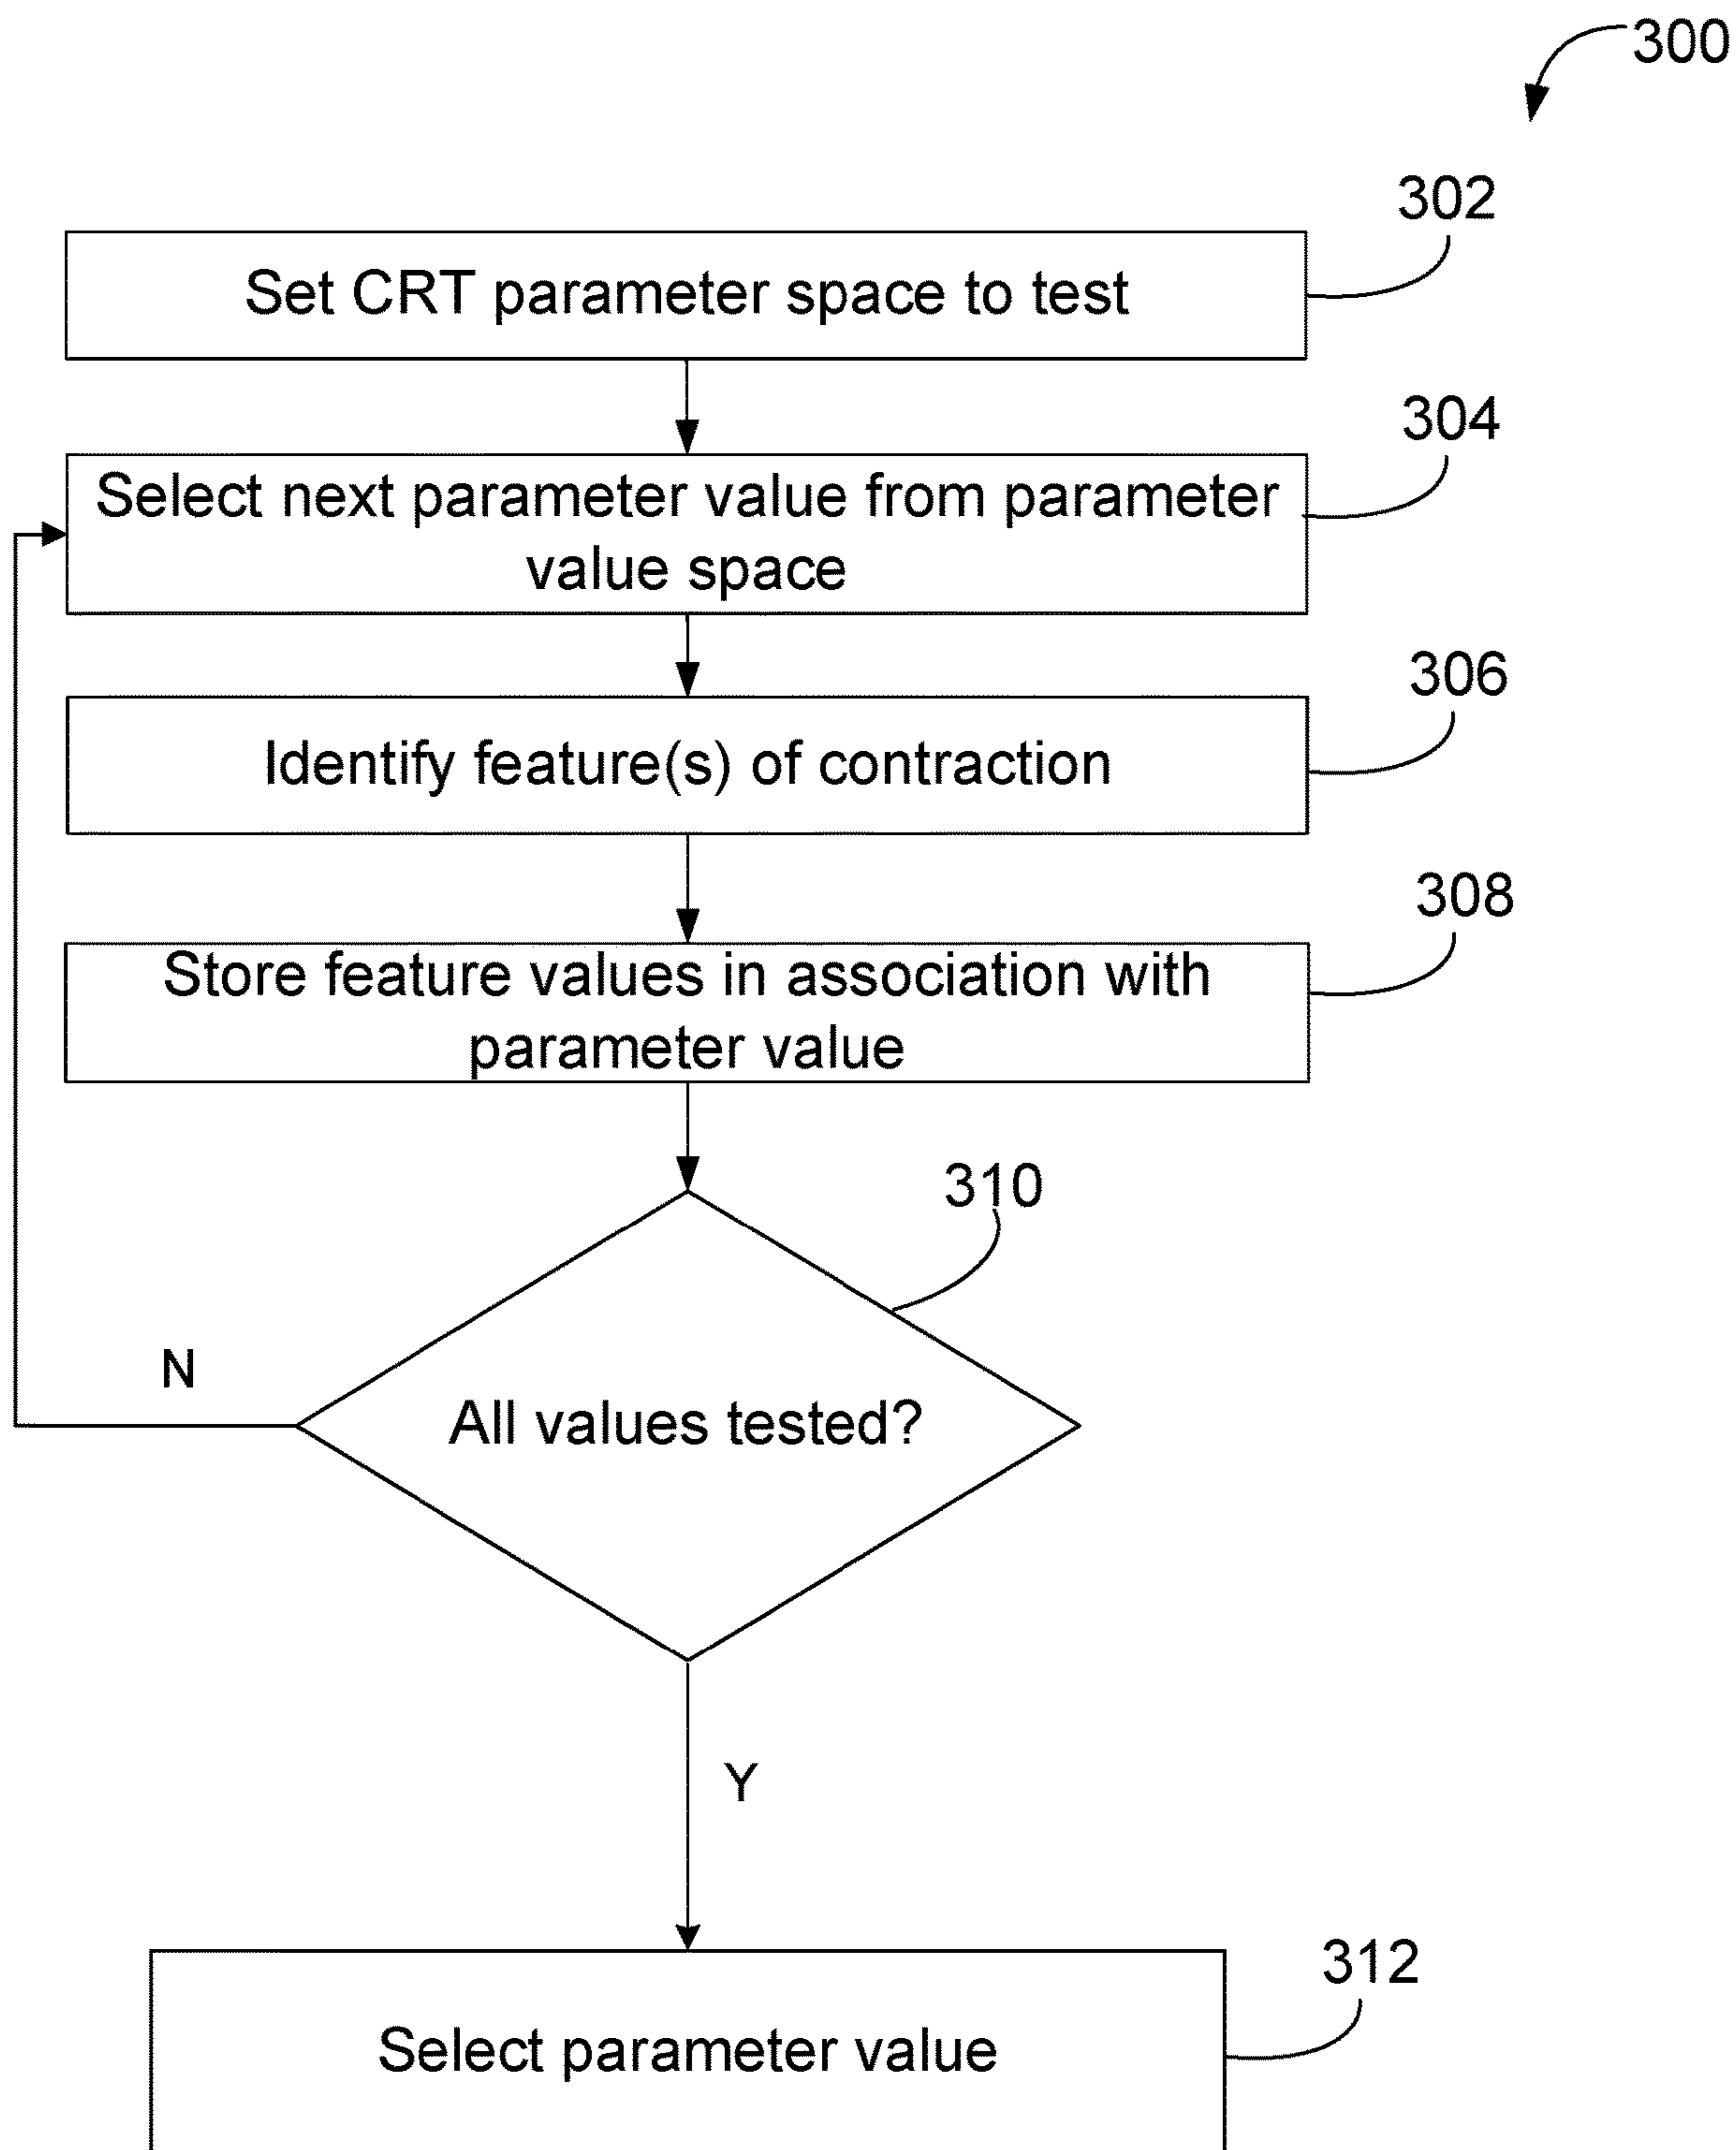 300
302
Set CRT parameter space to test
304
Select next parameter value from parameter
value space
306
Identify feature(s) of contraction
308
Store feature values in association with
parameter value
310
N
All values tested?
Y
312
Select parameter value